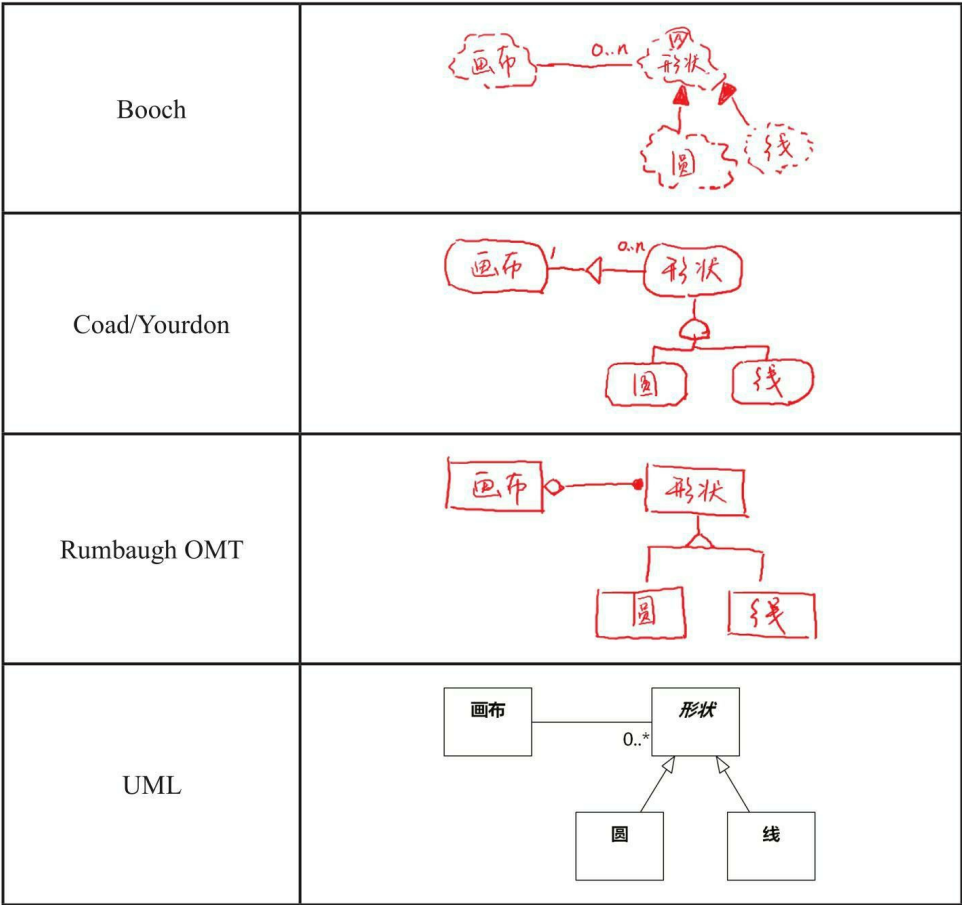 Booch
画布
0..n
形状
圆
线
Coad/Yourdon
画布
1
0..n
形状
圆
线
Rumbaugh OMT
画布
形状
圆
线
UML
画布
0..*
形状
圆
线